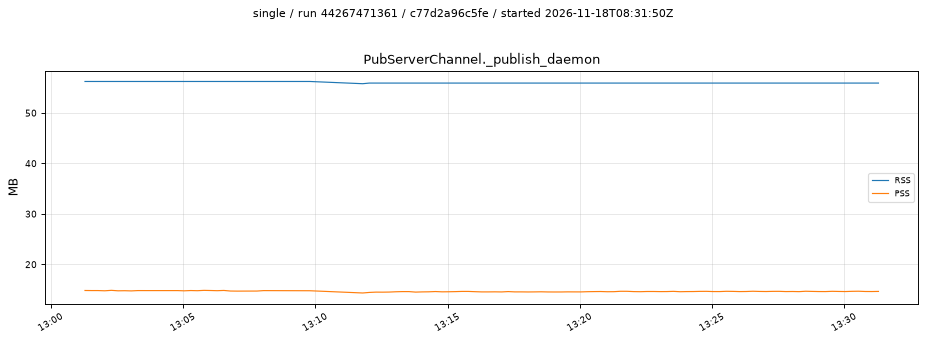 single / run 44267471361 / c77d2a96c5fe / started 2026-11-18T08:31:50Z
PubServerChannel._publish_daemon
MB
50
40
30
20
RSS
PSS
13:00
13:05
13:10
13:15
13:20
13:25
13:30